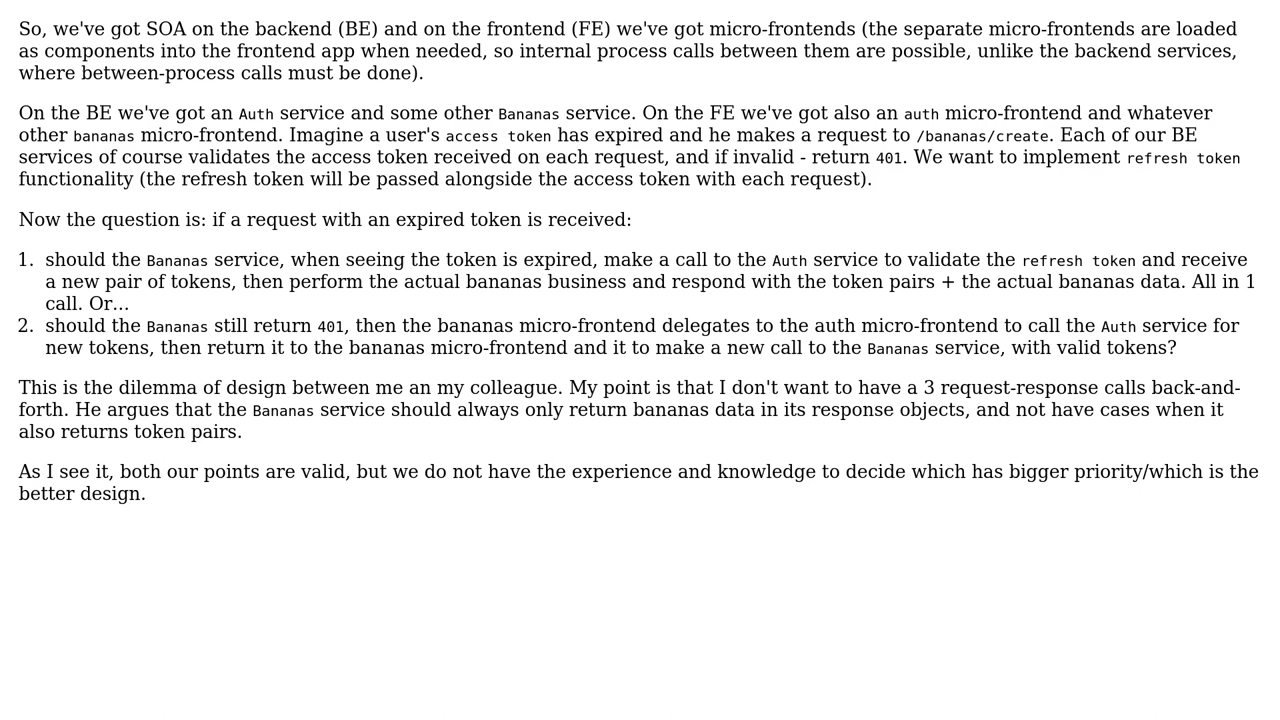 So, we've got SOA on the backend (BE) and on the frontend (FE) we've got micro-frontends (the separate micro-frontends are loaded
as components into the frontend app when needed, so internal process calls between them are possible, unlike the backend services,
where between-process calls must be done).
On the BE we've got an Auth service and some other Bananas service. On the FE we've got also an auth micro-frontend and whatever
other bananas micro-frontend. Imagine a user's access token has expired and he makes a request to /bananas/create. Each of our BE
services of course validates the access token received on each request, and if invalid - return 401. We want to implement refresh token
functionality (the refresh token will be passed alongside the access token with each request).
Now the question is: if a request with an expired token is received:
1. should the Bananas service, when seeing the token is expired, make a call to the Auth service to validate the refresh token and receive
a new pair of tokens, then perform the actual bananas business and respond with the token pairs + the actual bananas data. All in 1
call. Or...
2. should the Bananas still return 401, then the bananas micro-frontend delegates to the auth micro-frontend to call the Auth service for
new tokens, then return it to the bananas micro-frontend and it to make a new call to the Bananas service, with valid tokens?
This is the dilemma of design between me an my colleague. My point is that I don't want to have a 3 request-response calls back-and-
forth. He argues that the Bananas service should always only return bananas data in its response objects, and not have cases when it
also returns token pairs.
As I see it, both our points are valid, but we do not have the experience and knowledge to decide which has bigger priority/which is the
better design.